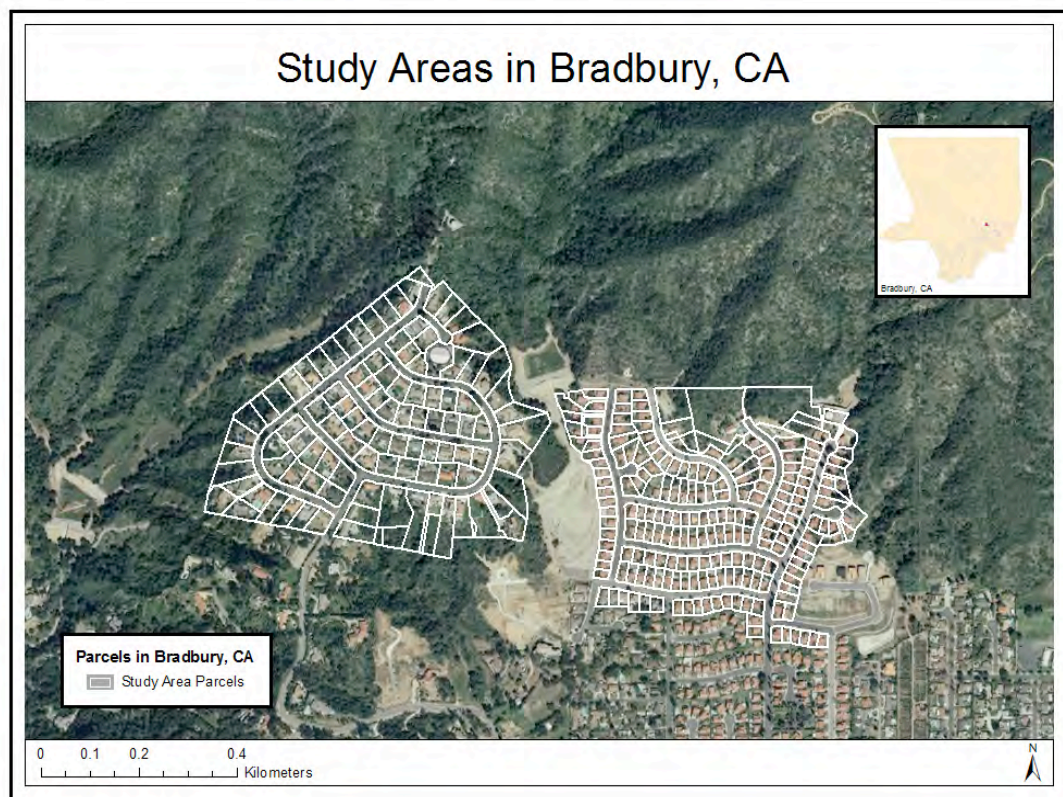 Study Areas in Bradbury, CA
Bradbury, CA
Parcels in Bradbury, CA
Study Area Parcels
0 0.1 0.2 0.4
Kilometers
N